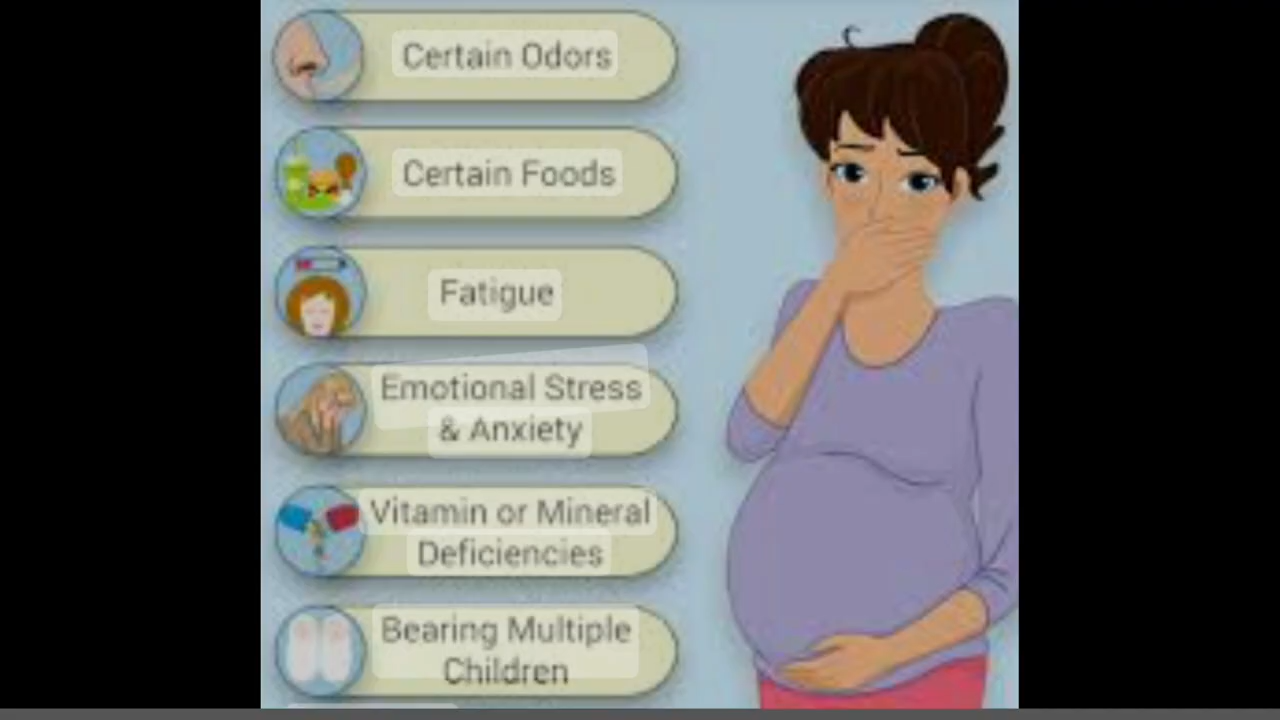 Certain Odors
Certain Foods
Fatigue
Emotional Stress
& Anxiety
Vitamin or Mineral
Deficiencies
Bearing Multiple
Children